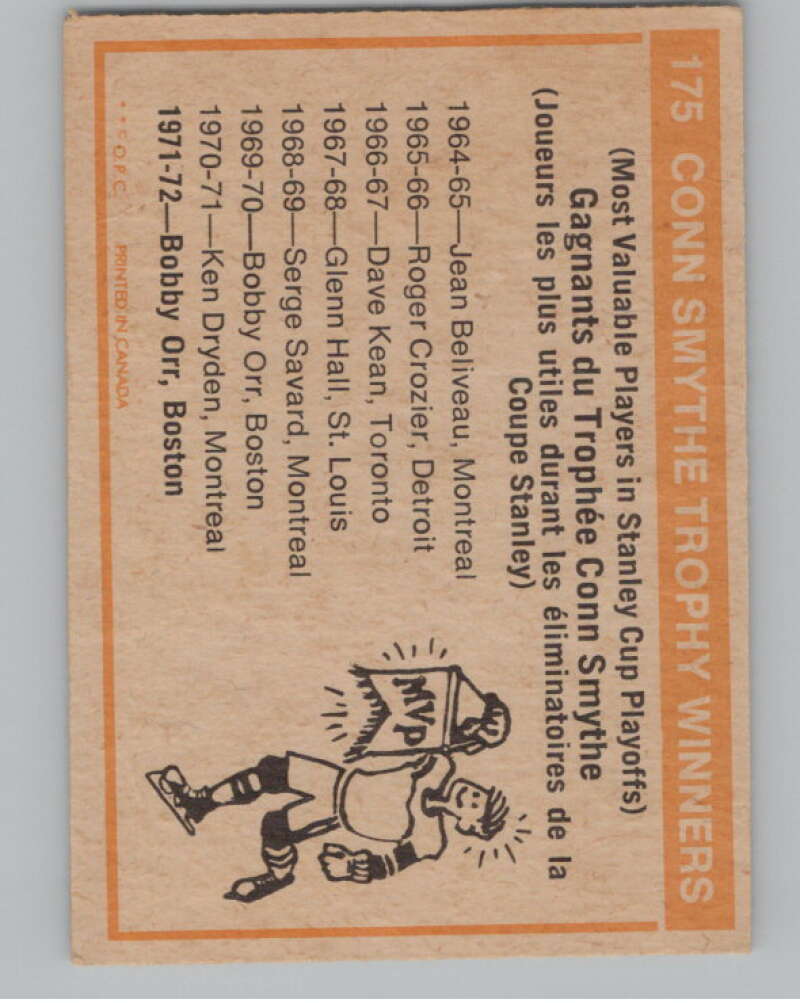 175 CONN SMYTHE TROPHY WINNERS
(Most Valuable Players in Stanley Cup Playoffs)
Gagnants du Trophée Conn Smythe
(Joueurs les plus utiles durant les éliminatoires de la
Coupe Stanley)
1964-65—Jean Beliveau, Montreal
1965-66—Roger Crozier, Detroit
1966-67—Dave Kean, Toronto
1967-68—Glenn Hall, St. Louis
1968-69—Serge Savard, Montreal
1969-70—Bobby Orr, Boston
1970-71—Ken Dryden, Montreal
1971-72—Bobby Orr, Boston
MVP
* * © O.P.C. PRINTED IN CANADA